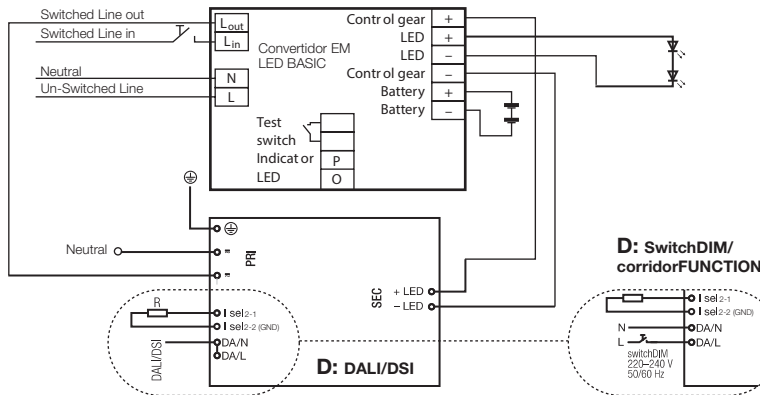 Switched Line out
Switched Line in
Neutral
Un-Switched Line
Lout
Lin
N
L
Convertidor EM
LED BASIC
Control gear +
LED +
LED –
Control gear –
Battery +
Battery –
Test
switch
Indicator P
LED O
Neutral
PRI
SEC
+ LED
– LED
R
I sel2-1
I sel2-2 (GND)
DA/N
DA/L
DALI/DSI
D: DALI/DSI
D: SwitchDIM/
corridorFUNCTION
I sel2-1
I sel2-2 (GND)
N DA/N
L DA/L
switchDIM
220–240 V
50/60 Hz